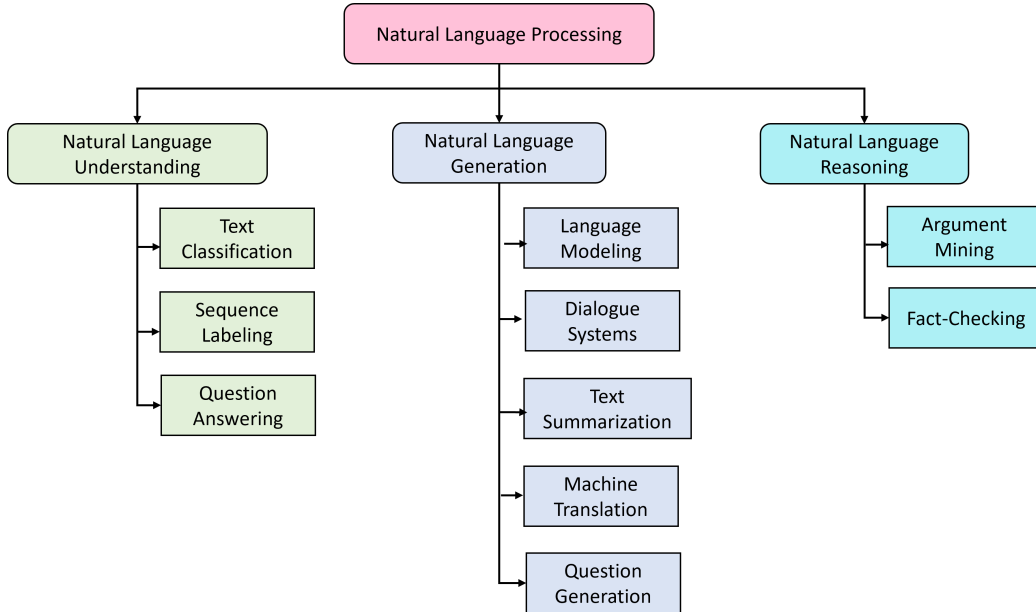 Natural Language Processing
Natural Language
Understanding
Text
Classification
Sequence
Labeling
Question
Answering
Natural Language
Generation
Language
Modeling
Dialogue
Systems
Text
Summarization
Machine
Translation
Question
Generation
Natural Language
Reasoning
Argument
Mining
Fact-Checking